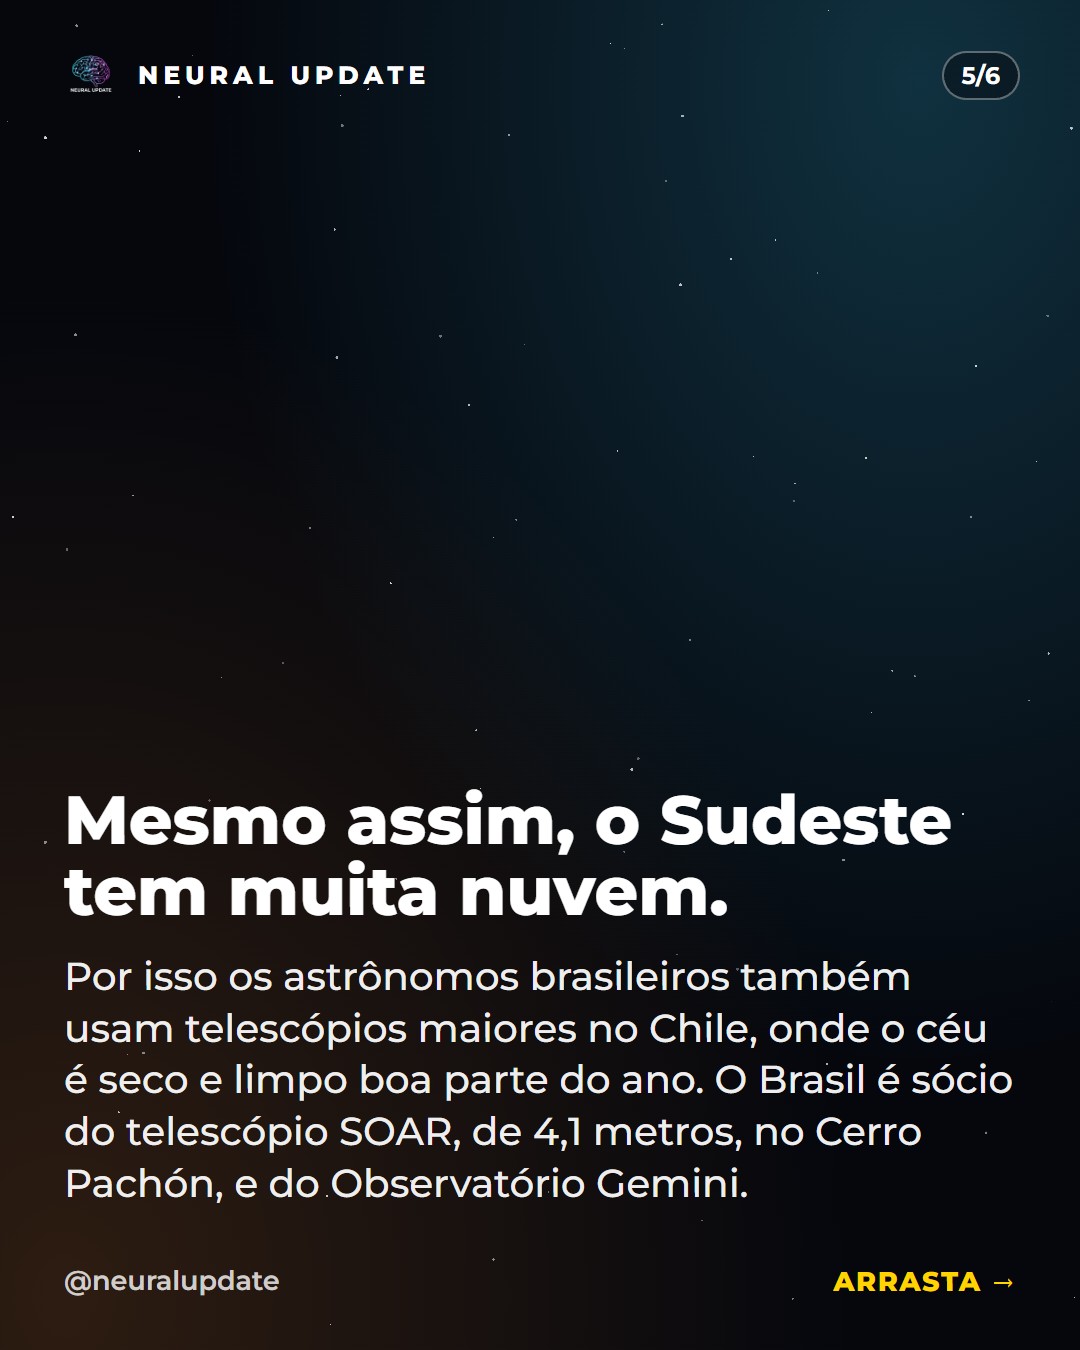 NEURAL UPDATE
NEURAL UPDATE
5/6
Mesmo assim, o Sudeste
tem muita nuvem.
Por isso os astrônomos brasileiros também
usam telescópios maiores no Chile, onde o céu
é seco e limpo boa parte do ano. O Brasil é sócio
do telescópio SOAR, de 4,1 metros, no Cerro
Pachón, e do Observatório Gemini.
@neuralupdate
ARRASTA →